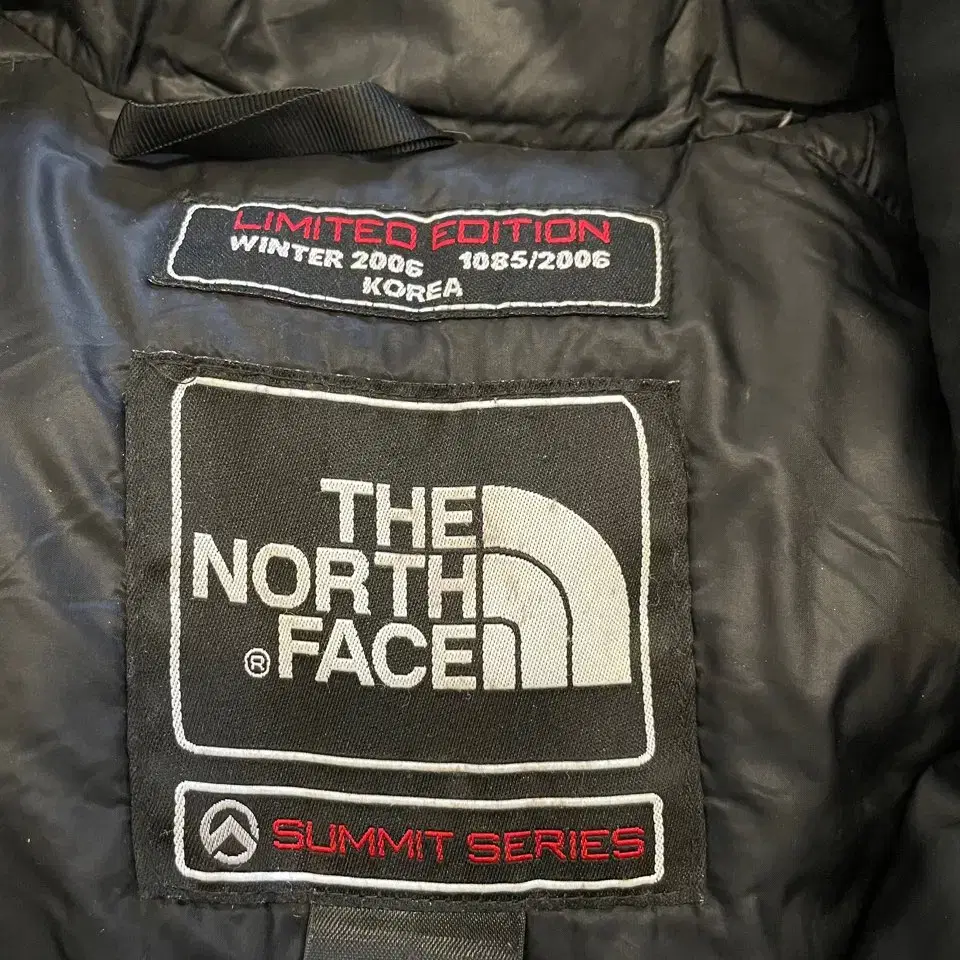 LIMITED EDITION
WINTER 2006 1085/2006
KOREA
THE
NORTH
® FACE
SUMMIT SERIES